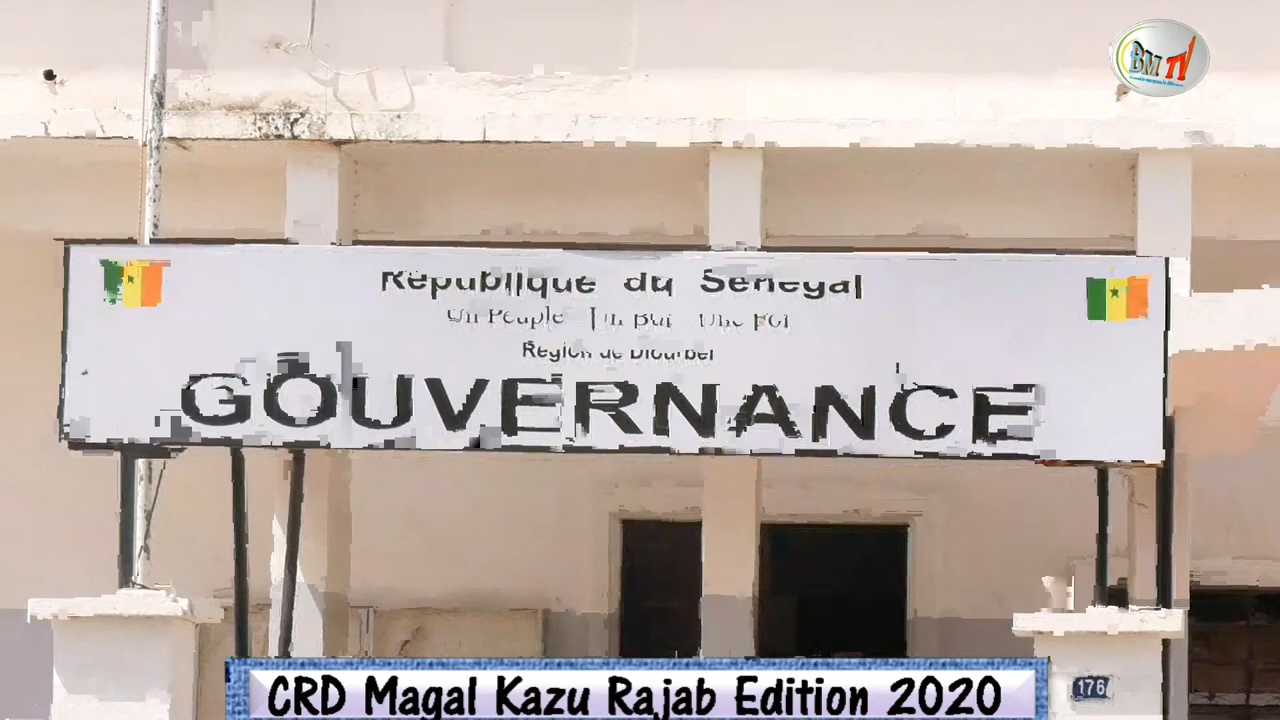 BMTV
République du Sénégal
Un Peuple - Un But - Une Foi
Région de Diourbel
GOUVERNANCE
176
CRD Magal Kazu Rajab Edition 2020